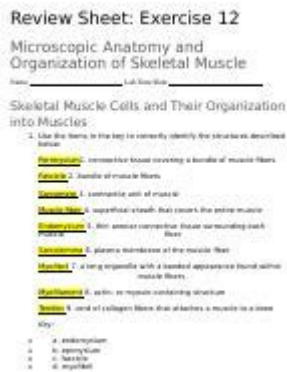 Review Sheet: Exercise 12
Microscopic Anatomy and
Organization of Skeletal Muscle
Name Lab Time/Date
Skeletal Muscle Cells and Their Organization
into Muscles
1. Use the items in the key to correctly identify the structures described
below.
Perimysium 1. connective tissue covering a bundle of muscle fibers
Fascicle 2. bundle of muscle fibers
Sarcomere 3. contractile unit of muscle
Muscle fiber 4. superficial sheath that covers the entire muscle
Endomysium 5. thin areolar connective tissue surrounding each
fiber
Sarcolemma 6. plasma membrane of the muscle fiber
Myofibril 7. a long organelle with a banded appearance found within
muscle fibers
Myofilament 8. actin- or myosin-containing structure
Tendon 9. cord of collagen fibers that attaches a muscle to a bone
Key:
a. endomysium
b. epimysium
c. fascicle
d. myofibril